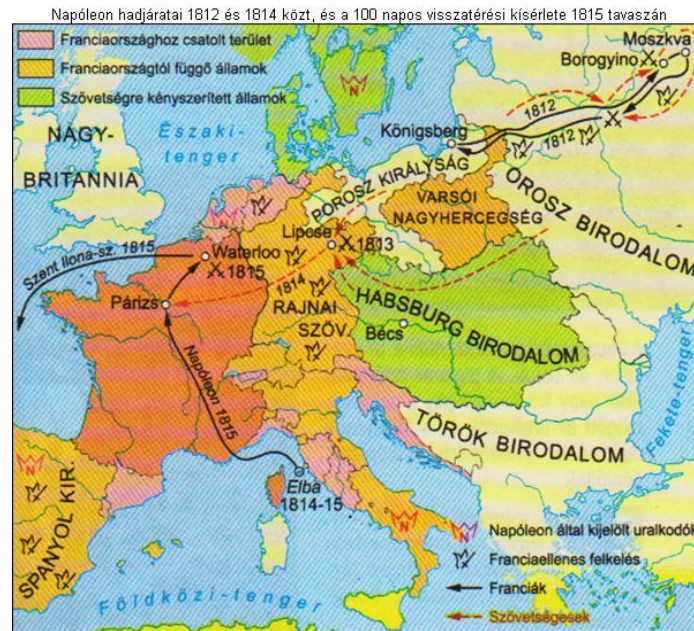 Napóleon hadjáratai 1812 és 1814 közt, és a 100 napos visszatérési kísérlete 1815 tavaszán
Franciaországhoz csatolt terület
Franciaországtól függő államok
Szövetségre kényszerített államok
Moszkva
Borogyino
1812
1812
Königsberg
NAGY-
BRITANNIA
Északi-
tenger
POROSZ KIRÁLYSÁG
VARSÓI
NAGYHERCEGSÉG
OROSZ BIRODALOM
Lipcse
1813
Waterloo
1815
Szent Ilona-sz. 1815
1814
Párizs
RAJNAI
SZÖV.
HABSBURG BIRODALOM
Bécs
Napóleon 1815
Fekete-tenger
TÖRÖK BIRODALOM
Elba
1814-15
SPANYOL KIR.
N
N
N
N
Földközi-tenger
N
Napóleon által kijelölt uralkodók
Franciaellenes felkelés
Franciák
Szövetségesek